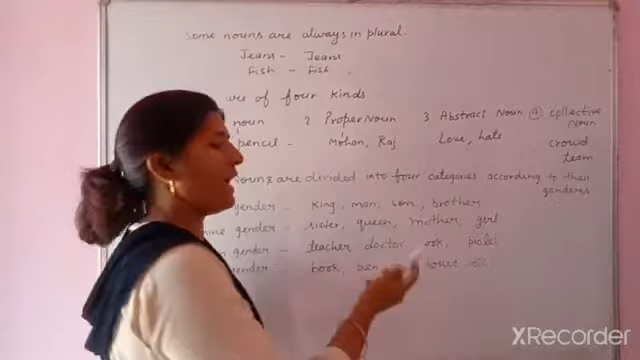 Some nouns are always in plural.
Jeans - Jeans
Fish - Fish .
are of four kinds
noun 2 Proper Noun 3 Abstract Noun ④ collective Noun
pencil - Mohan, Raj Love, hate crowd team
nouns are divided into four categories according to their genders
gender - King, man, son, brother
gender - sister, queen, mother, girl
gender - teacher doctor
gender - book, pen house etc
XRecorder